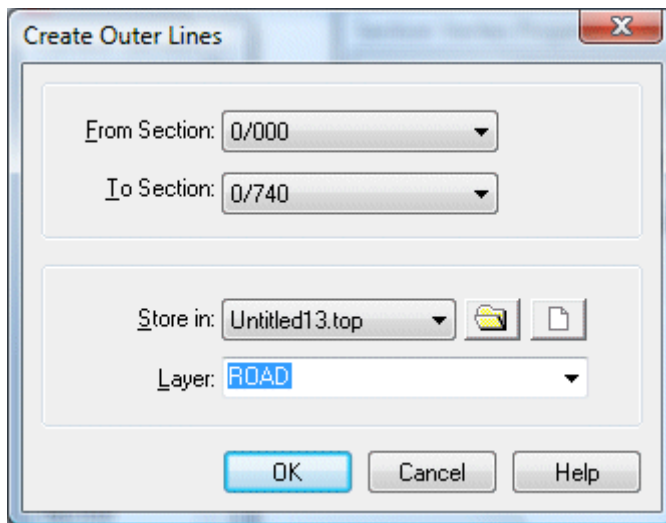 Create Outer Lines
From Section: 0/000
To Section: 0/740
Store in: Untitled13.top
Layer: ROAD
OK Cancel Help